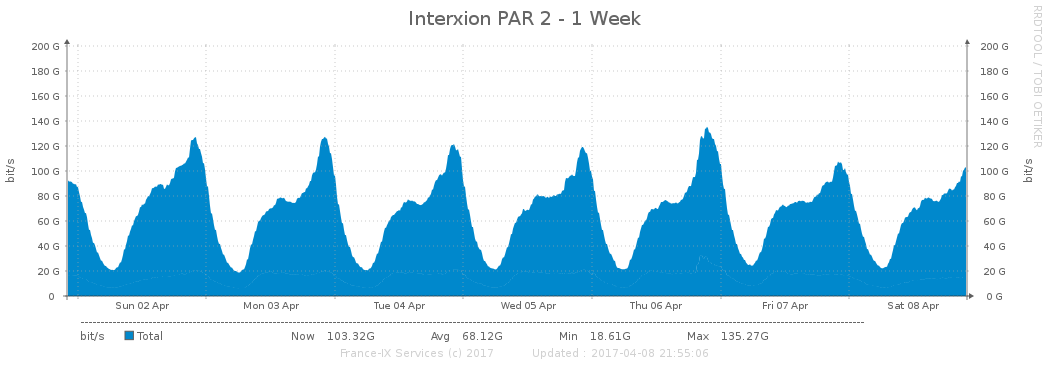 Interxion PAR 2 - 1 Week
RRDTOOL / TOBI OETIKER
bit/s
200 G 200 G
180 G 180 G
160 G 160 G
140 G 140 G
120 G 120 G
100 G 100 G
80 G 80 G
60 G 60 G
40 G 40 G
20 G 20 G
0 0 G
bit/s
Sun 02 Apr Mon 03 Apr Tue 04 Apr Wed 05 Apr Thu 06 Apr Fri 07 Apr Sat 08 Apr
bit/s Total Now 103.32G Avg 68.12G Min 18.61G Max 135.27G
France-IX Services (c) 2017 Updated : 2017-04-08 21:55:06